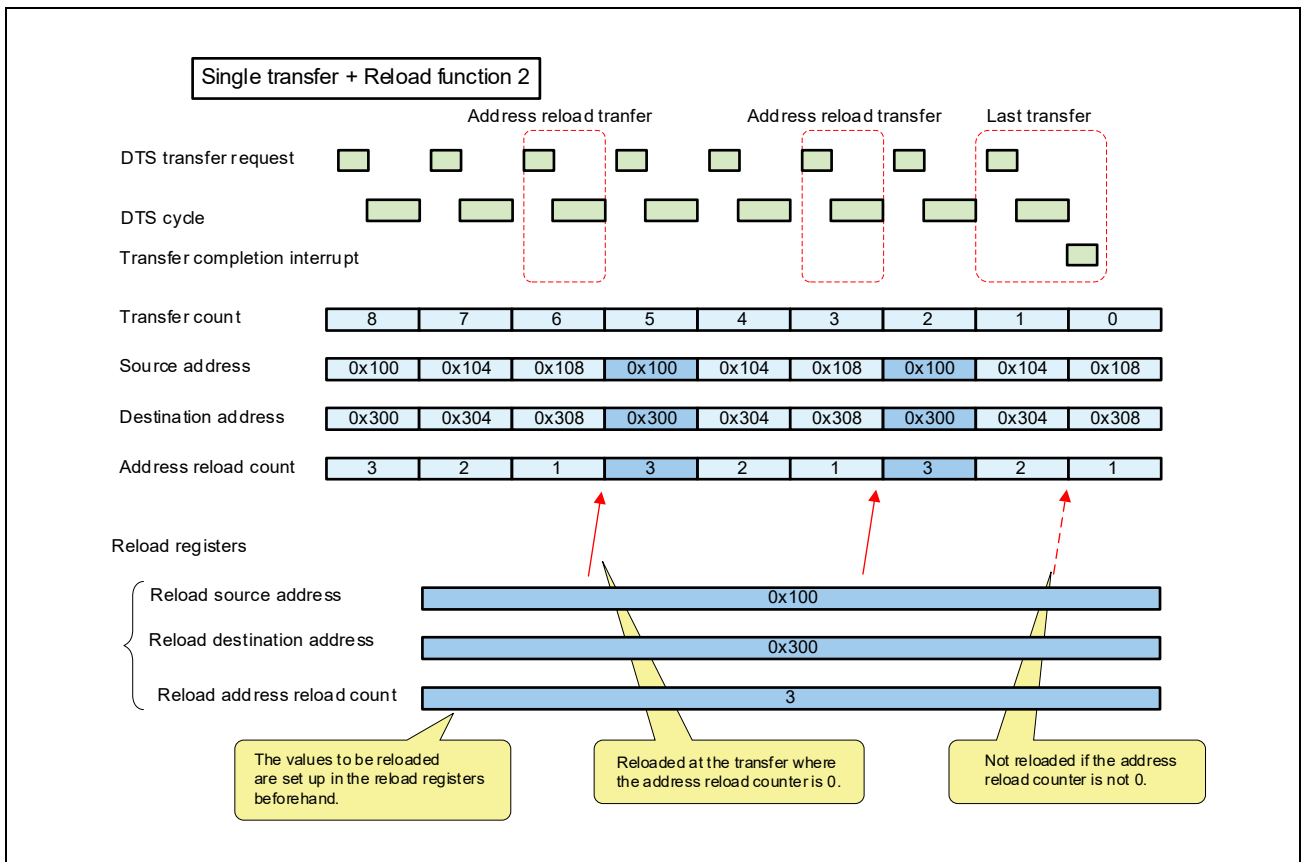 Single transfer + Reload function 2
Address reload tranfer
Address reload transfer
Last transfer
DTS transfer request
DTS cycle
Transfer completion interrupt
Transfer count 8 7 6 5 4 3 2 1 0
Source address 0x100 0x104 0x108 0x100 0x104 0x108 0x100 0x104 0x108
Destination address 0x300 0x304 0x308 0x300 0x304 0x308 0x300 0x304 0x308
Address reload count 3 2 1 3 2 1 3 2 1
Reload registers
Reload source address 0x100
Reload destination address 0x300
Reload address reload count 3
The values to be reloaded
are set up in the reload registers
beforehand.
Reloaded at the transfer where
the address reload counter is 0.
Not reloaded if the address
reload counter is not 0.